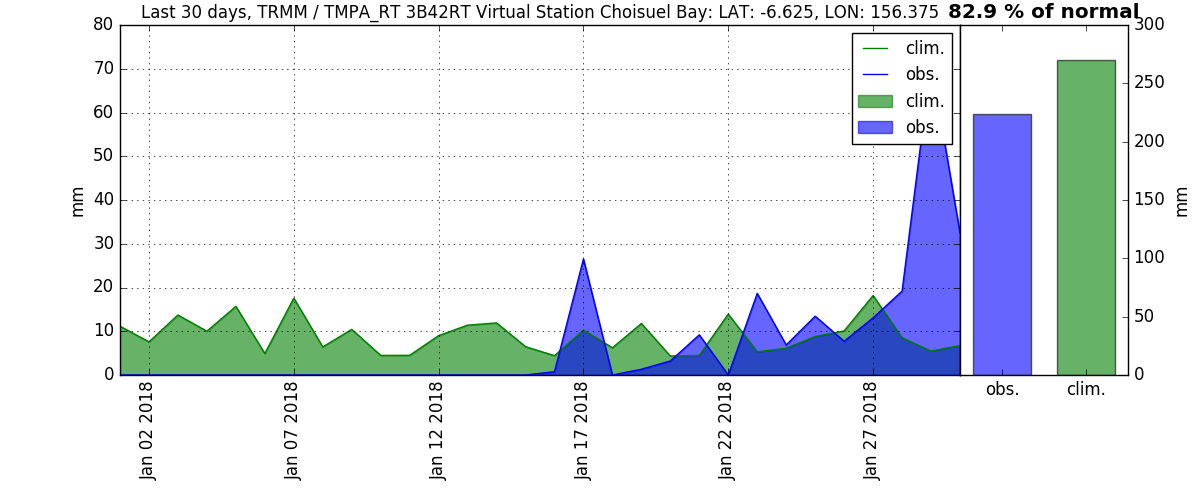 Last 30 days, TRMM / TMPA_RT 3B42RT Virtual Station Choisuel Bay: LAT: -6.625, LON: 156.375 82.9 % of normal
80
70
60
50
40
30
20
10
0
mm
clim.
obs.
clim.
obs.
Jan 02 2018
Jan 07 2018
Jan 12 2018
Jan 17 2018
Jan 22 2018
Jan 27 2018
300
250
200
150
100
50
0
mm
obs. clim.